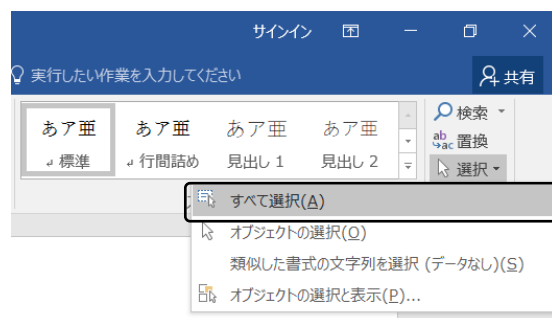 サインイン
実行したい作業を入力してください
共有
あア亜 あア亜 あア亜 あア亜
↲ 標準 ↲ 行間詰め 見出し 1 見出し 2
検索
abac 置換
選択
すべて選択(A)
オブジェクトの選択(O)
類似した書式の文字列を選択 (データなし)(S)
オブジェクトの選択と表示(P)...